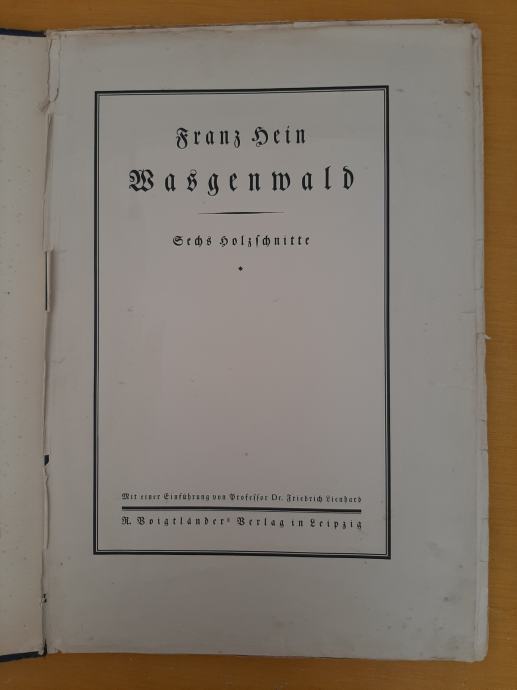 Franz Hein
Wasgenwald
Sechs Holzſchnitte
Mit einer Einführung von Profeſſor Dr. Friedrich Lienhard
R. Voigtländers Verlag in Leipzig